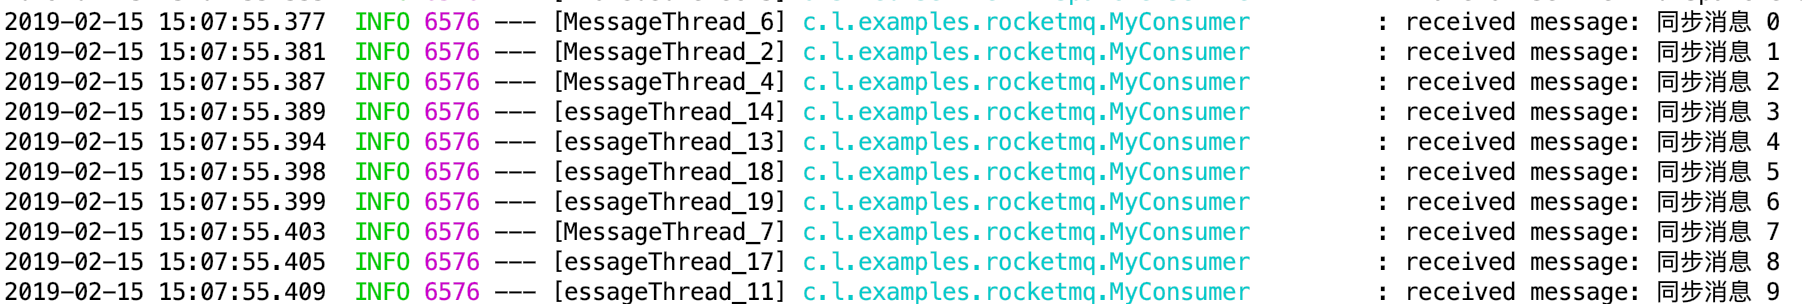 2019-02-15 15:07:55.377 INFO 6576 --- [MessageThread_6] c.l.examples.rocketmq.MyConsumer : received message: 同步消息 0
2019-02-15 15:07:55.381 INFO 6576 --- [MessageThread_2] c.l.examples.rocketmq.MyConsumer : received message: 同步消息 1
2019-02-15 15:07:55.387 INFO 6576 --- [MessageThread_4] c.l.examples.rocketmq.MyConsumer : received message: 同步消息 2
2019-02-15 15:07:55.389 INFO 6576 --- [essageThread_14] c.l.examples.rocketmq.MyConsumer : received message: 同步消息 3
2019-02-15 15:07:55.394 INFO 6576 --- [essageThread_13] c.l.examples.rocketmq.MyConsumer : received message: 同步消息 4
2019-02-15 15:07:55.398 INFO 6576 --- [essageThread_18] c.l.examples.rocketmq.MyConsumer : received message: 同步消息 5
2019-02-15 15:07:55.399 INFO 6576 --- [essageThread_19] c.l.examples.rocketmq.MyConsumer : received message: 同步消息 6
2019-02-15 15:07:55.403 INFO 6576 --- [MessageThread_7] c.l.examples.rocketmq.MyConsumer : received message: 同步消息 7
2019-02-15 15:07:55.405 INFO 6576 --- [essageThread_17] c.l.examples.rocketmq.MyConsumer : received message: 同步消息 8
2019-02-15 15:07:55.409 INFO 6576 --- [essageThread_11] c.l.examples.rocketmq.MyConsumer : received message: 同步消息 9